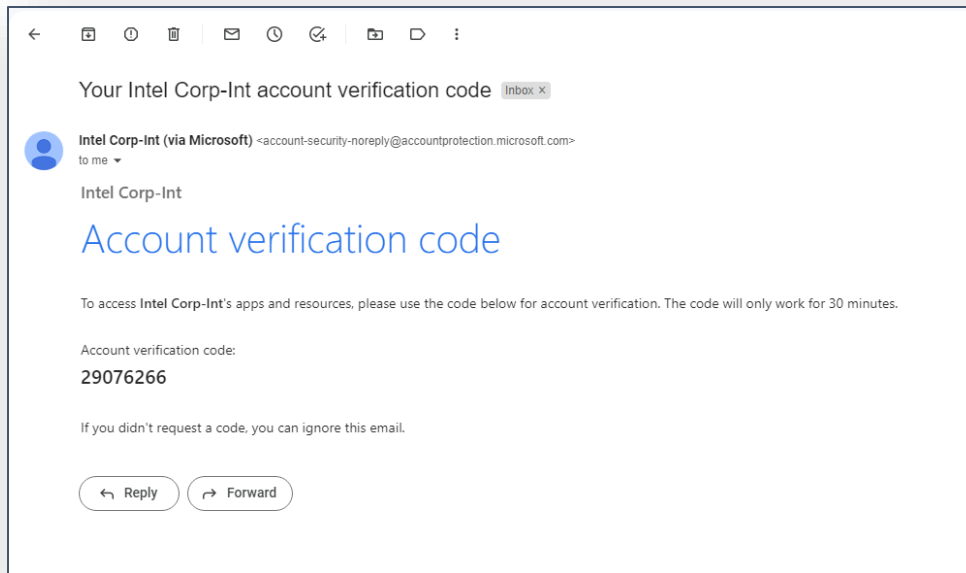 Your Intel Corp-Int account verification code Inbox ×
Intel Corp-Int (via Microsoft) <account-security-noreply@accountprotection.microsoft.com>
to me
Intel Corp-Int
Account verification code
To access Intel Corp-Int's apps and resources, please use the code below for account verification. The code will only work for 30 minutes.
Account verification code:
29076266
If you didn't request a code, you can ignore this email.
Reply Forward